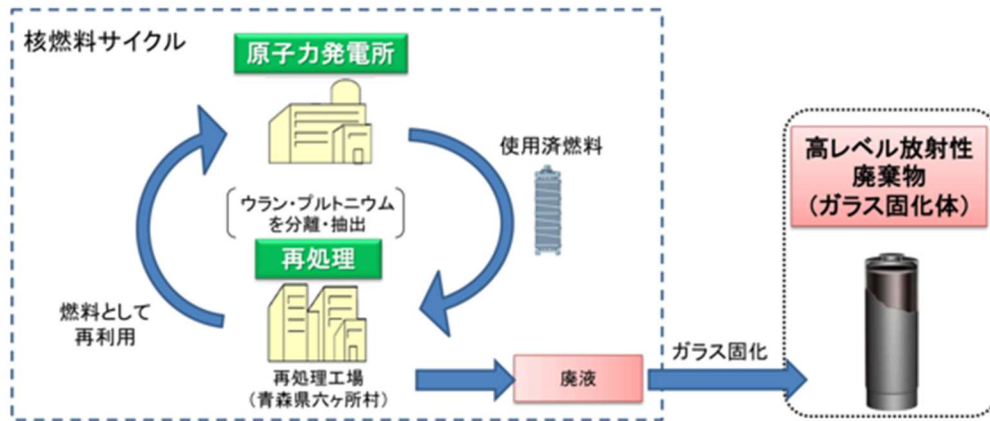 核燃料サイクル
原子力発電所
使用済燃料
ウラン・プルトニウム
を分離・抽出
再処理
燃料として
再利用
再処理工場
(青森県六ヶ所村)
廃液
ガラス固化
高レベル放射性
廃棄物
(ガラス固化体)